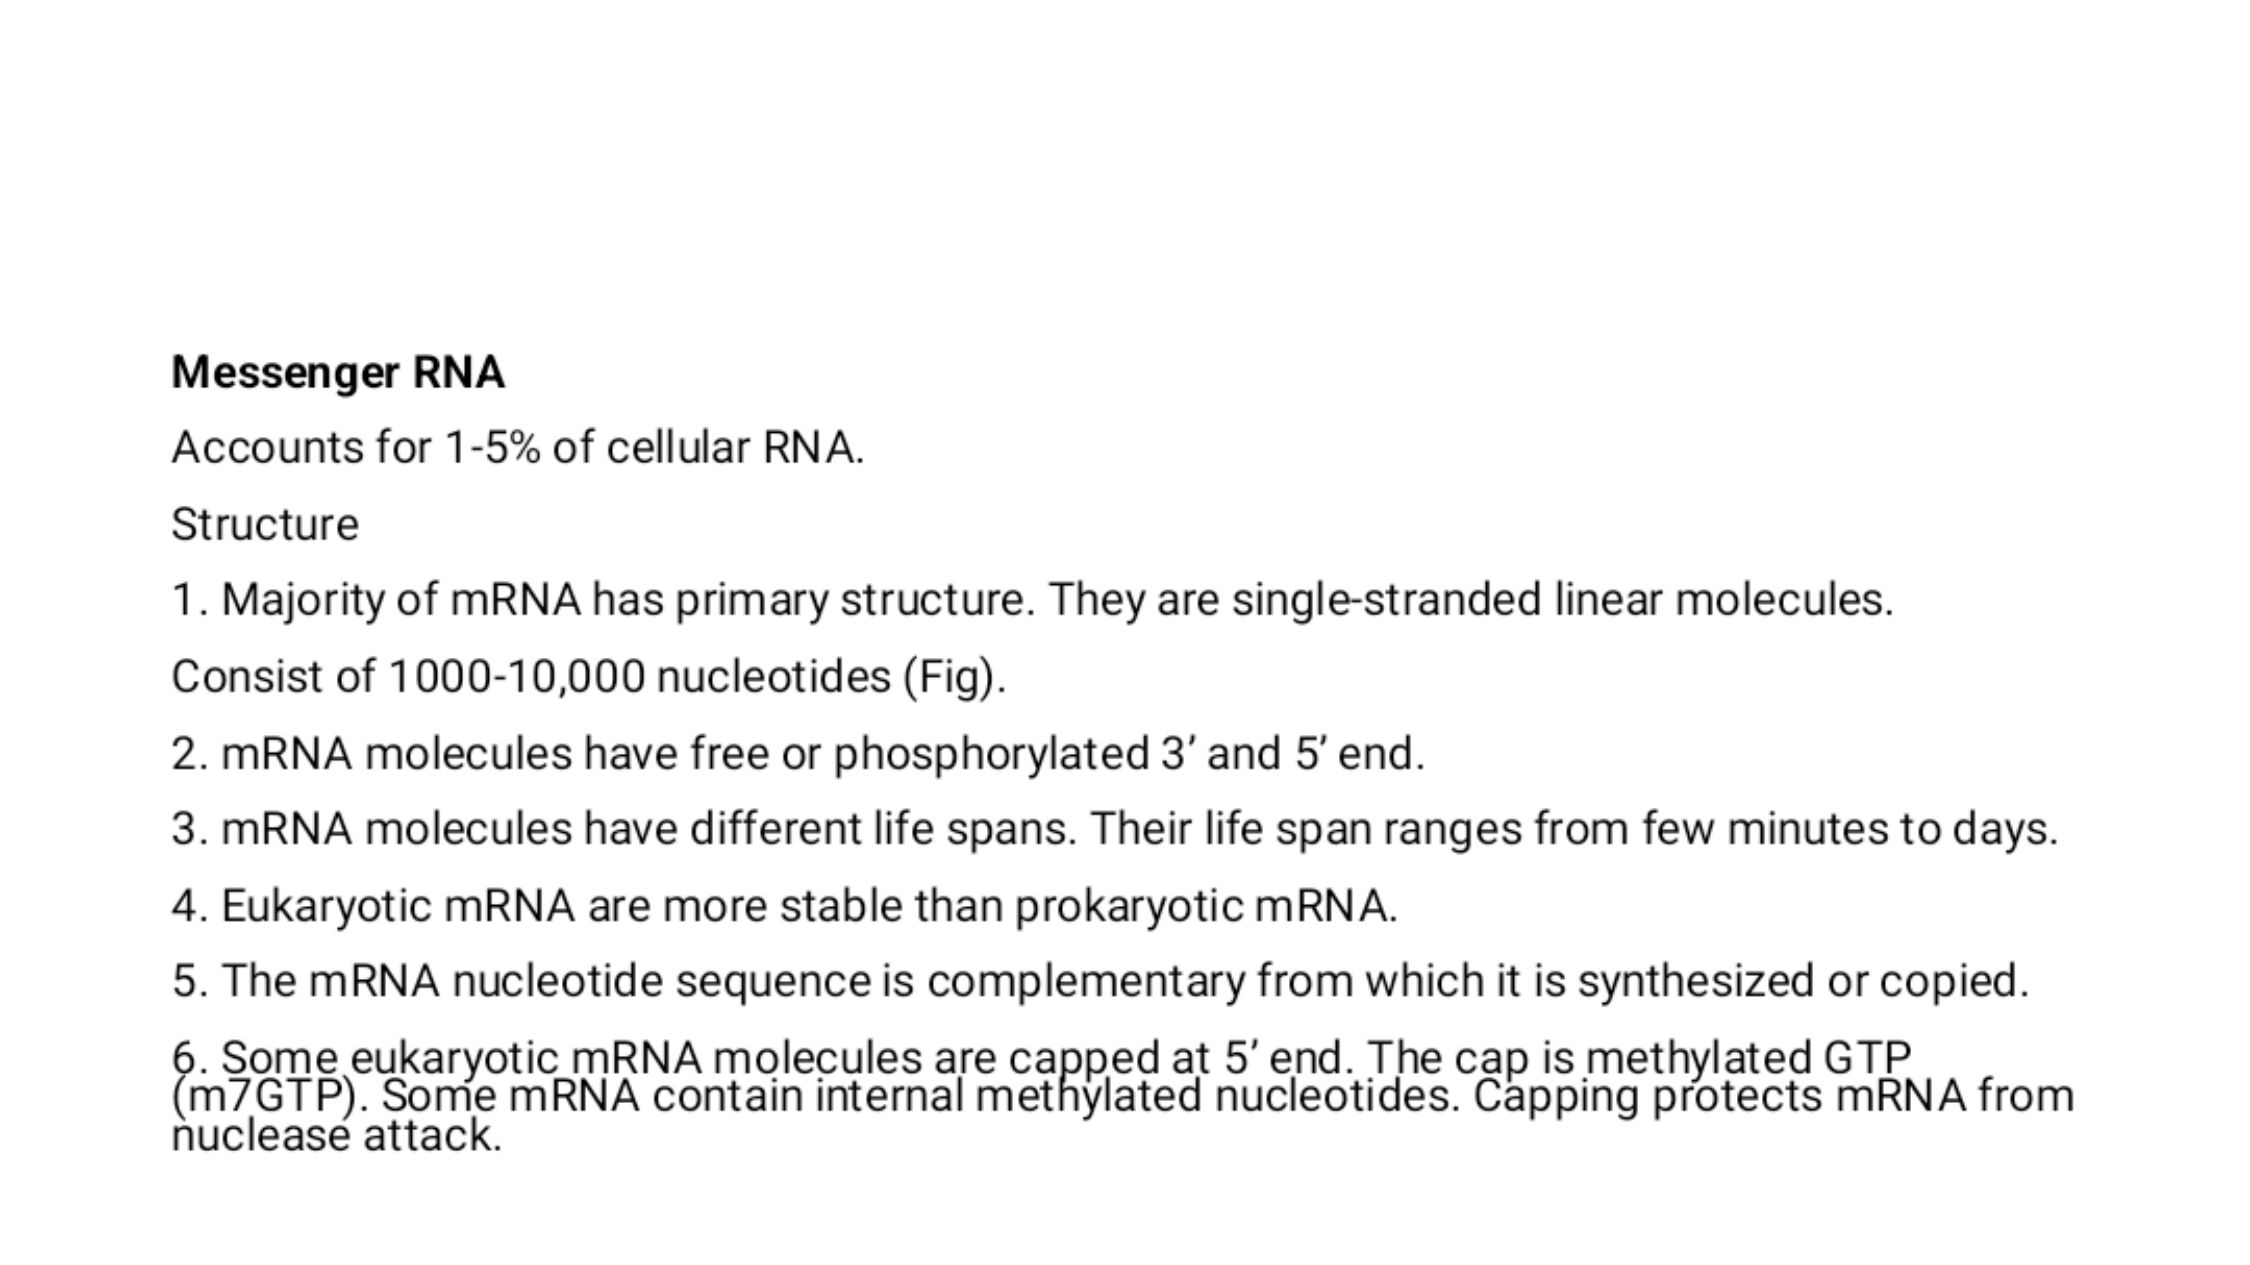 Messenger RNA
Accounts for 1-5% of cellular RNA.
Structure
1. Majority of mRNA has primary structure. They are single-stranded linear molecules.
Consist of 1000-10,000 nucleotides (Fig).
2. mRNA molecules have free or phosphorylated 3’ and 5’ end.
3. mRNA molecules have different life spans. Their life span ranges from few minutes to days.
4. Eukaryotic mRNA are more stable than prokaryotic mRNA.
5. The mRNA nucleotide sequence is complementary from which it is synthesized or copied.
6. Some eukaryotic mRNA molecules are capped at 5’ end. The cap is methylated GTP
(m7GTP). Some mRNA contain internal methylated nucleotides. Capping protects mRNA from
nuclease attack.